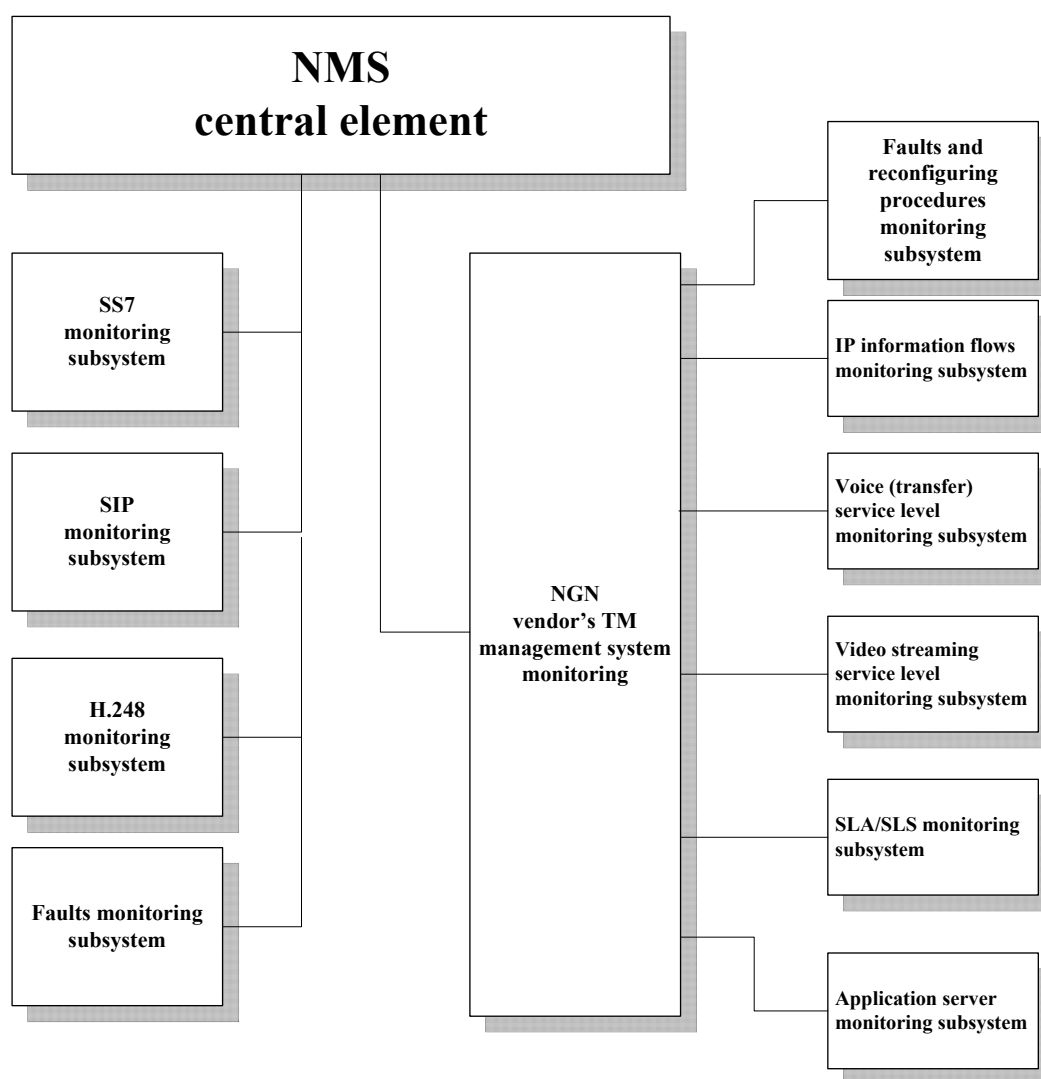 NMS
central element
SS7
monitoring
subsystem
SIP
monitoring
subsystem
H.248
monitoring
subsystem
Faults monitoring
subsystem
NGN
vendor’s TM
management system
monitoring
Faults and
reconfiguring
procedures
monitoring
subsystem
IP information flows
monitoring subsystem
Voice (transfer)
service level
monitoring subsystem
Video streaming
service level
monitoring subsystem
SLA/SLS monitoring
subsystem
Application server
monitoring subsystem